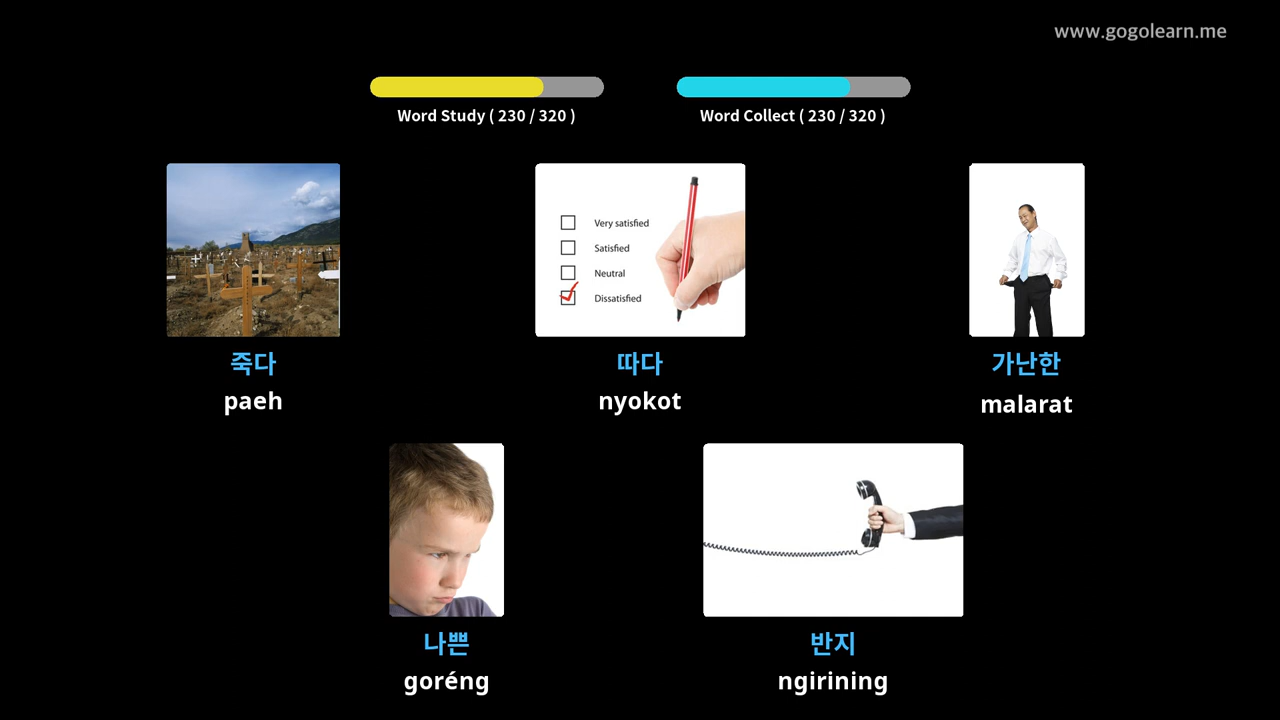 www.gogolearn.me
Word Study ( 230 / 320 )
Word Collect ( 230 / 320 )
Very satisfied
Satisfied
Neutral
Dissatisfied
죽다
따다
가난한
paeh
nyokot
malarat
나쁜
반지
goréng
ngirining